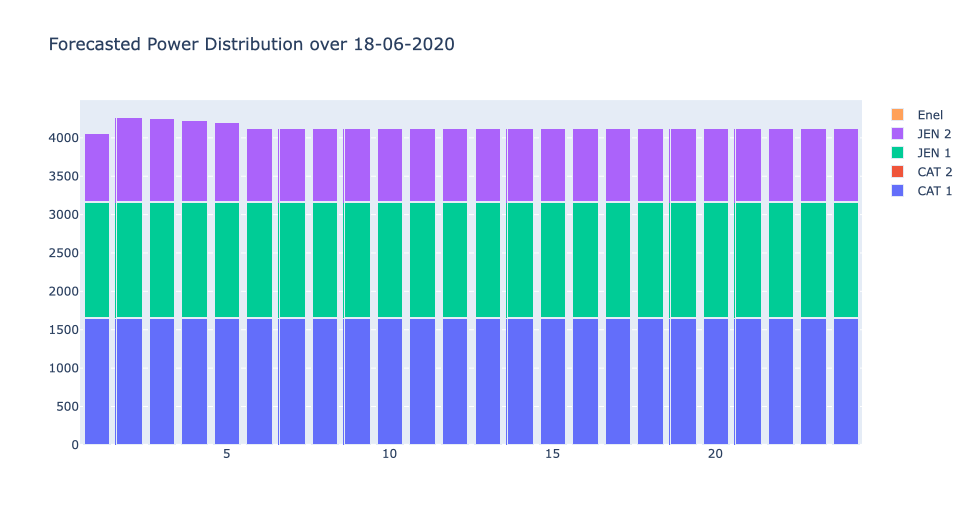 Forecasted Power Distribution over 18-06-2020
Enel
JEN 2
JEN 1
CAT 2
CAT 1
4000
3500
3000
2500
2000
1500
1000
500
0
5
10
15
20